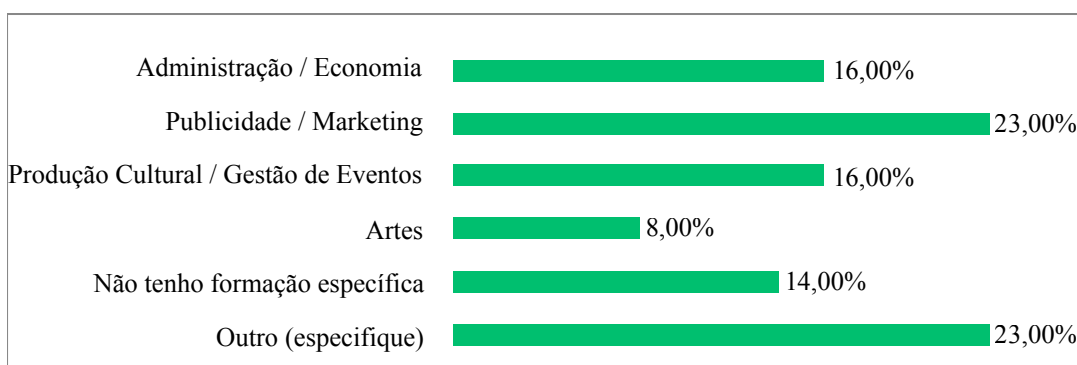 Administração / Economia 16,00%
Publicidade / Marketing 23,00%
Produção Cultural / Gestão de Eventos 16,00%
Artes 8,00%
Não tenho formação específica 14,00%
Outro (especifique) 23,00%